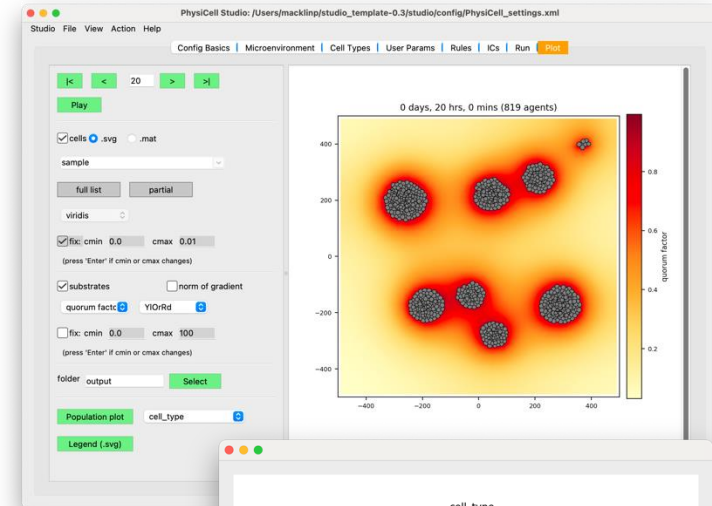 PhysiCell Studio: /Users/macklinp/studio_template-0.3/studio/config/PhysiCell_settings.xml
Studio File View Action Help
Config Basics Microenvironment Cell Types User Params Rules ICs Run Plot
|< < 20 > >|
Play
cells .svg .mat
sample
full list partial
viridis
fix: cmin 0.0 cmax 0.01
(press 'Enter' if cmin or cmax changes)
substrates norm of gradient
quorum factc YlOrRd
fix: cmin 0.0 cmax 100
(press 'Enter' if cmin or cmax changes)
folder output Select
Population plot cell_type
Legend (.svg)
0 days, 20 hrs, 0 mins (819 agents)
400
200
0
−200
−400
−400 −200 0 200 400
0.8
0.6
0.4
0.2
quorum factor
cell_type